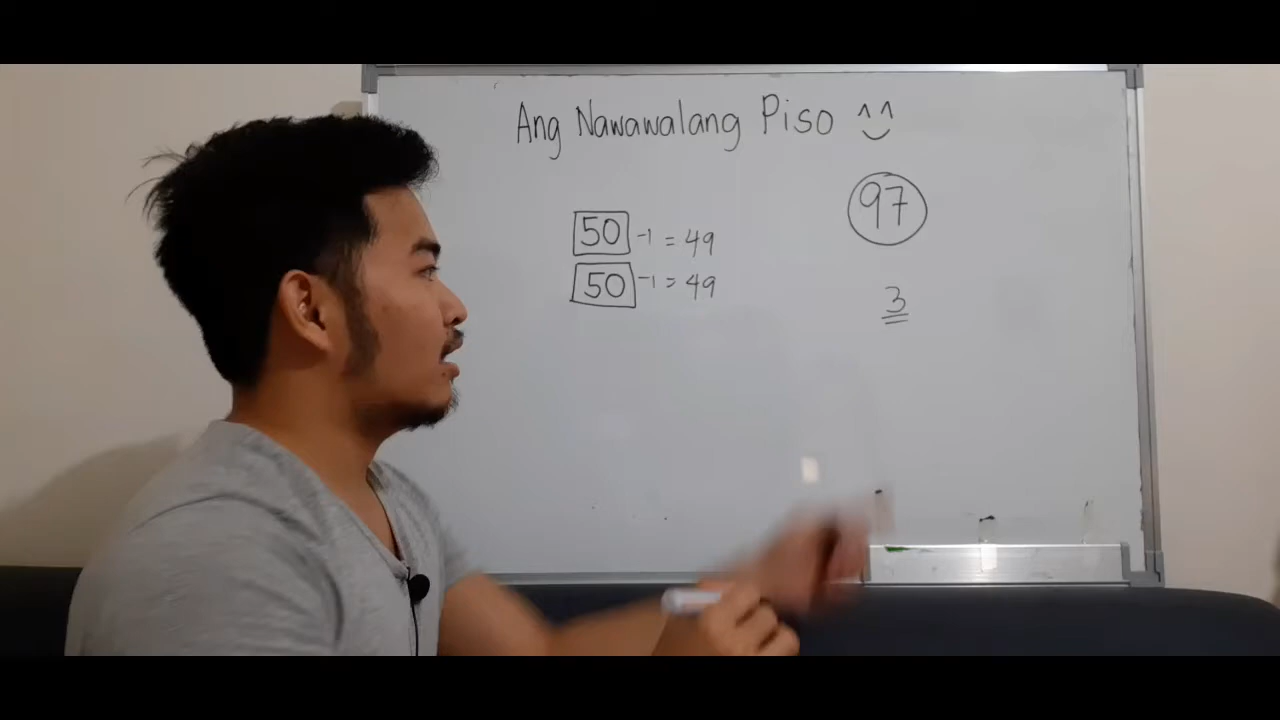 Ang Nawawalang Piso ^^
97
50 -1 = 49
50 -1 = 49
3